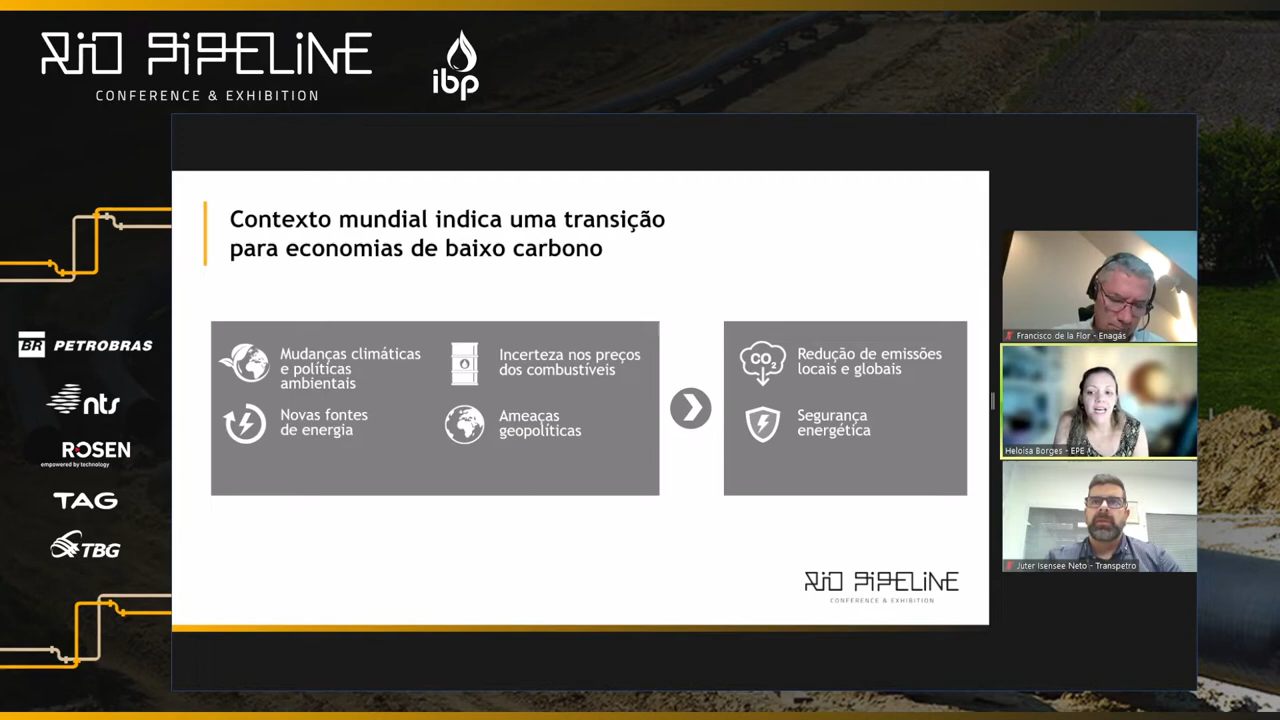 RIO PIPELINE
CONFERENCE & EXHIBITION
ibp
BR PETROBRAS
nts
ROSEN
empowered by technology
TAG
TBG
Contexto mundial indica uma transição
para economias de baixo carbono
Mudanças climáticas
e políticas
ambientais
Incerteza nos preços
dos combustíveis
Novas fontes
de energia
Ameaças
geopolíticas
CO2
Redução de emissões
locais e globais
Segurança
energética
RIO PIPELINE
CONFERENCE & EXHIBITION
Francisco de la Flor - Enagás
Heloisa Borges - EPE
Juter Isensee Neto - Transpetro